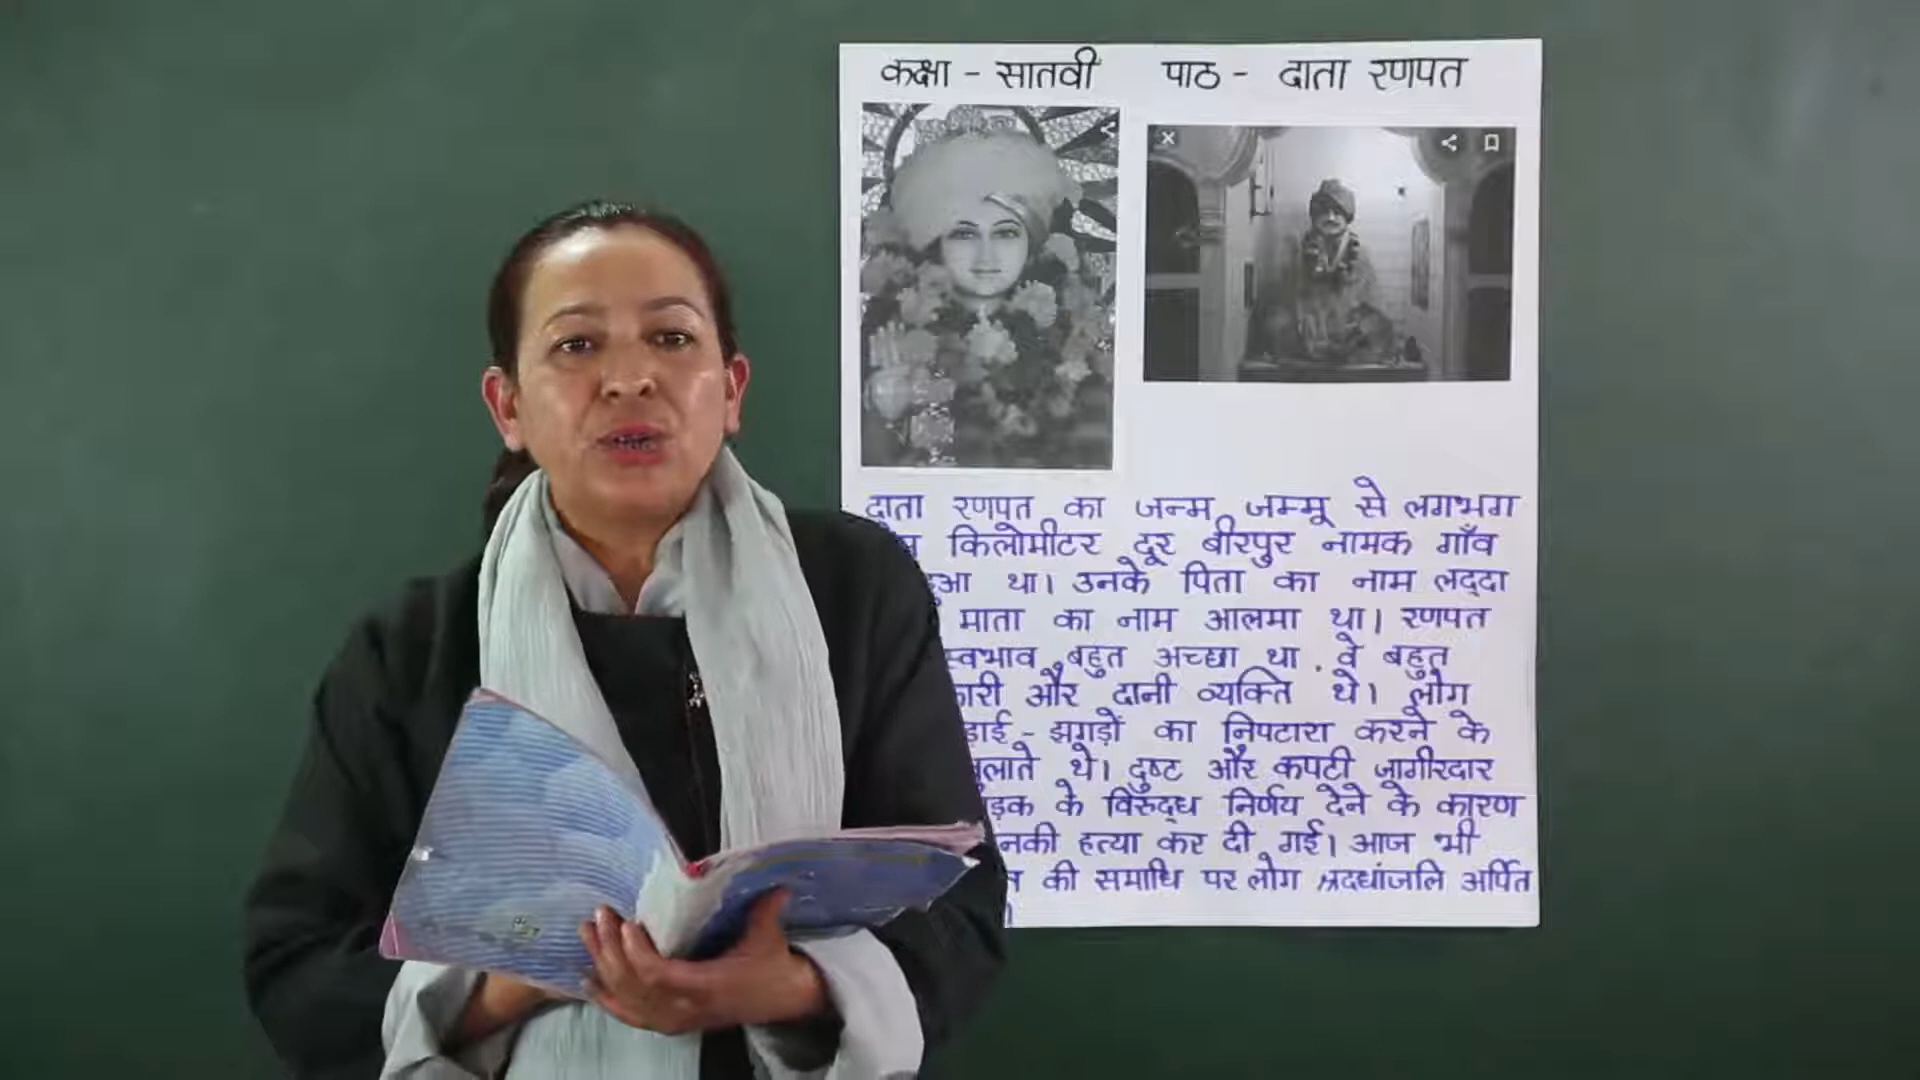 कक्षा - सातवी पाठ - दाता रणपत
दाता रणपत का जन्म जम्मू से लगभग
किलोमीटर दूर बीरपुर नामक गाँव
था। उनके पिता का नाम लद्दा
माता का नाम आलमा था। रणपत
स्वभाव बहुत अच्छा था . वे बहुत
और दानी व्यक्ति थे। लोग
झगड़ों का निपटारा करने के
थे। दुष्ट और कपटी जागीरदार
के विरुद्ध निर्णय देने के कारण
हत्या कर दी गई। आज भी
की समाधि पर लोग श्रद्धांजलि अर्पित